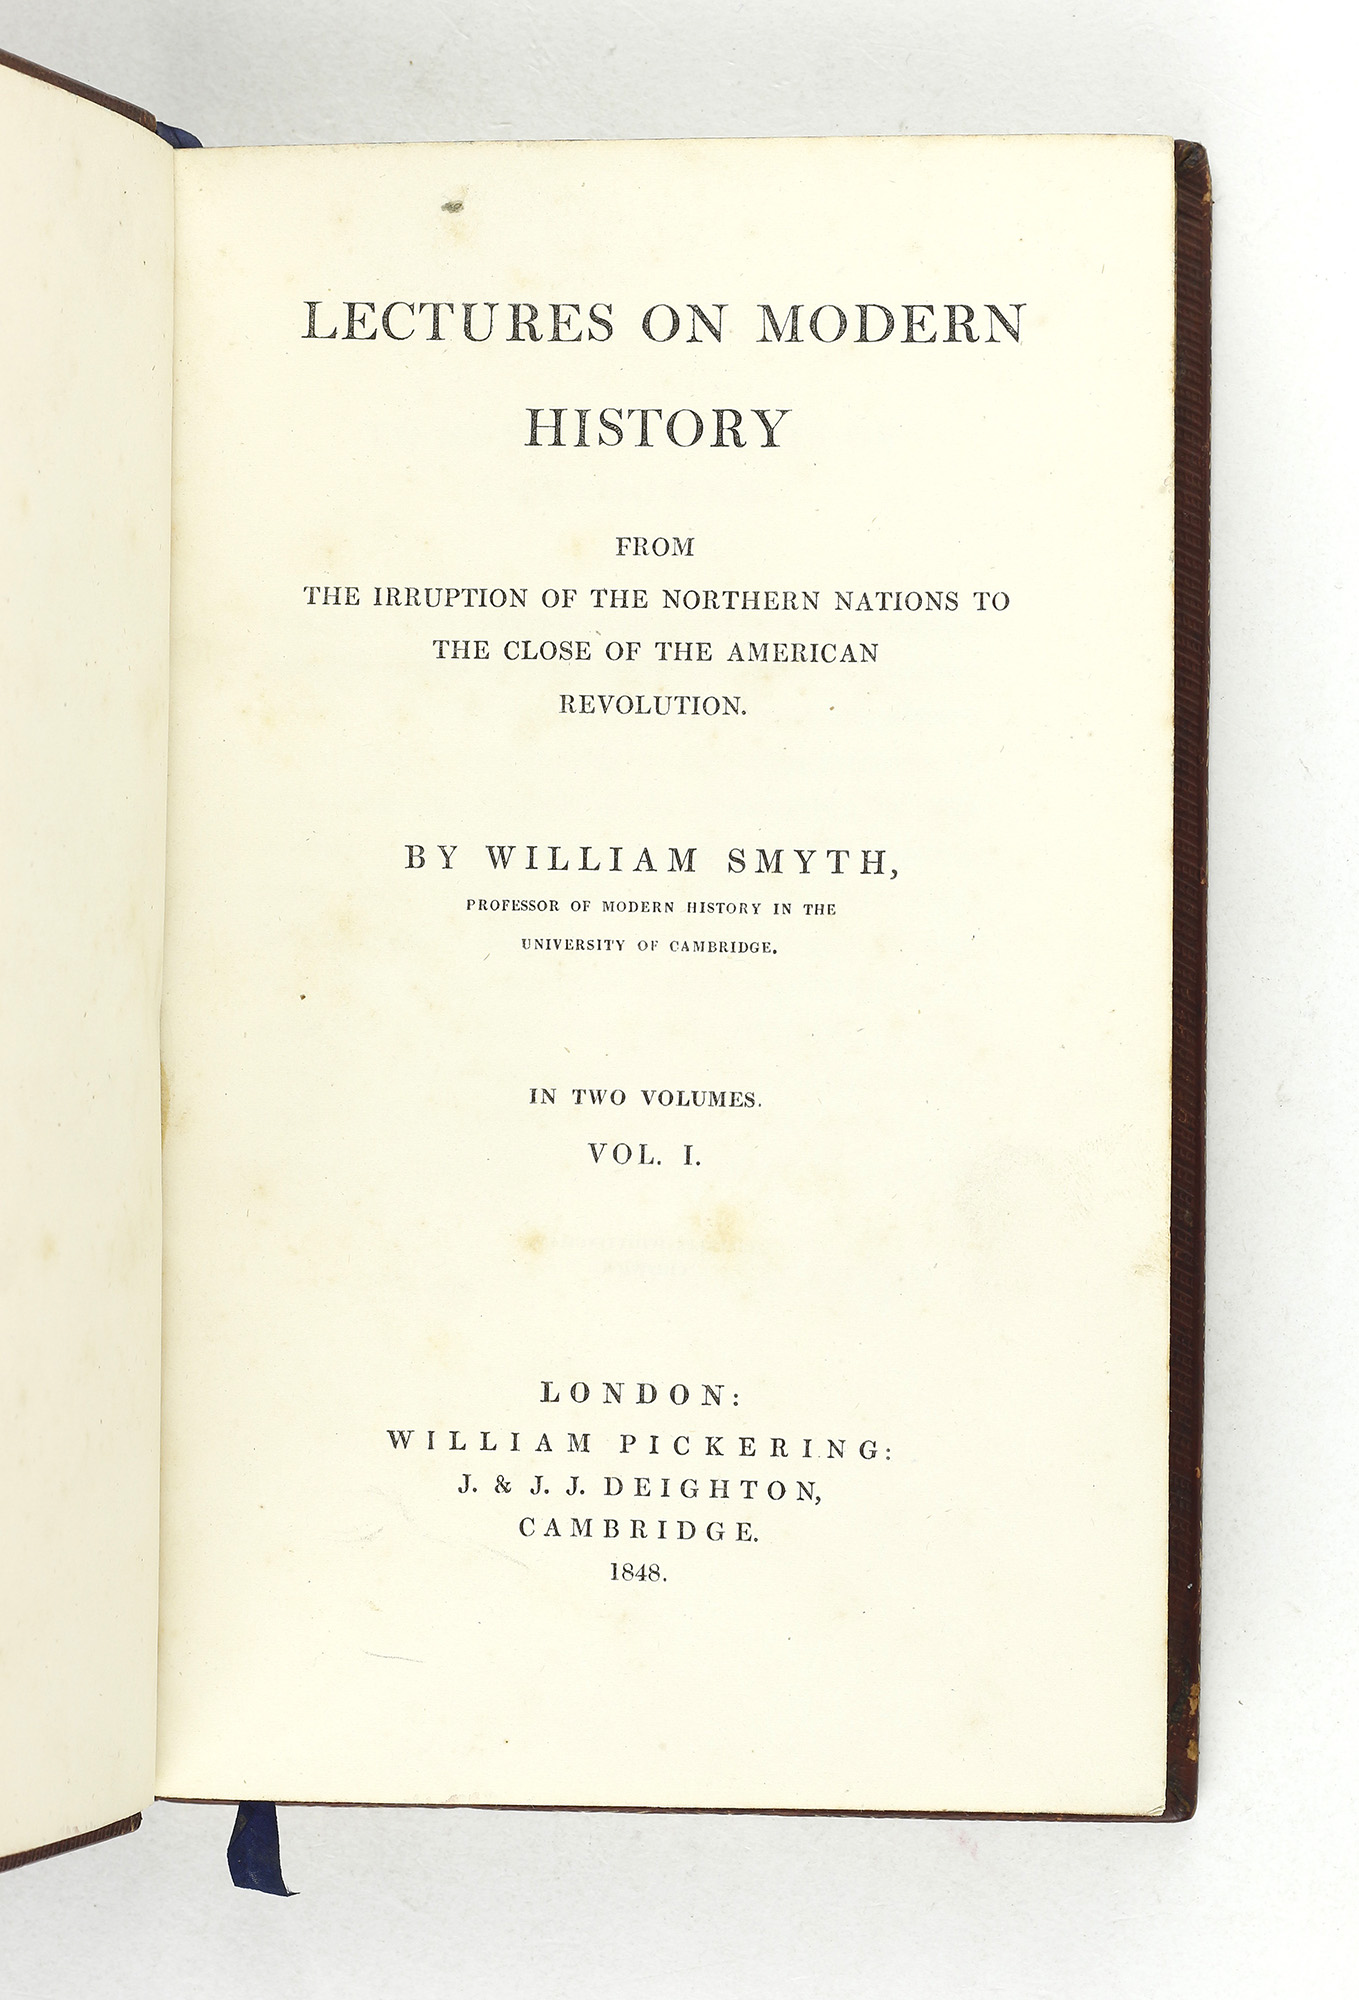 LECTURES ON MODERN
HISTORY
FROM
THE IRRUPTION OF THE NORTHERN NATIONS TO
THE CLOSE OF THE AMERICAN
REVOLUTION.
BY WILLIAM SMYTH,
PROFESSOR OF MODERN HISTORY IN THE
UNIVERSITY OF CAMBRIDGE.
IN TWO VOLUMES.
VOL. I.
LONDON:
WILLIAM PICKERING:
J. & J. J. DEIGHTON,
CAMBRIDGE.
1848.